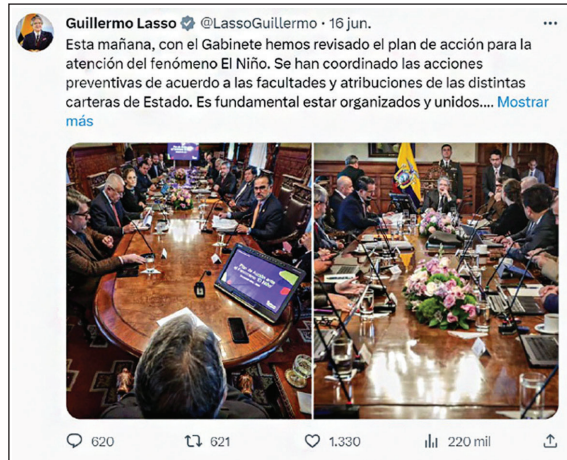 Guillermo Lasso @LassoGuillermo · 16 jun.
Esta mañana, con el Gabinete hemos revisado el plan de acción para la
atención del fenómeno El Niño. Se han coordinado las acciones
preventivas de acuerdo a las facultades y atribuciones de las distintas
carteras de Estado. Es fundamental estar organizados y unidos.... Mostrar
más
620 621 1.330 220 mil